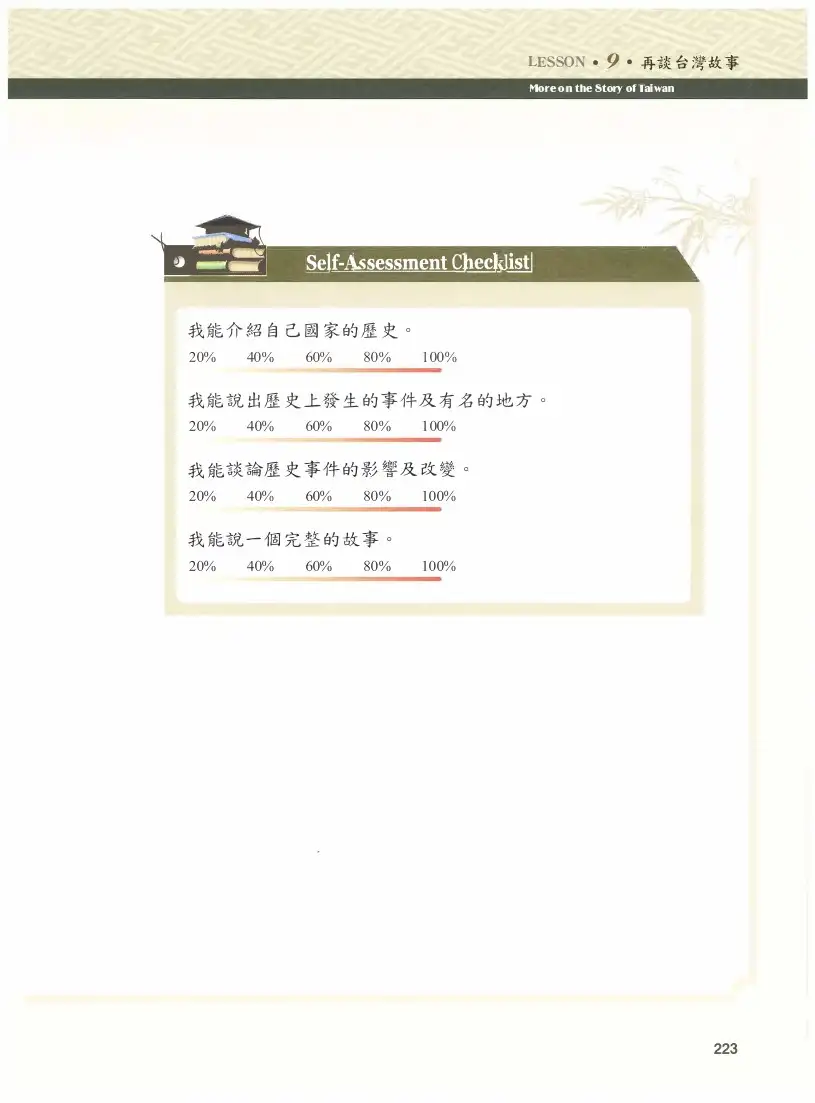 LESSON • 9 • 再談台灣故事
More on the Story of Taiwan
Self-Assessment Checklist
我能介紹自己國家的歷史。
20% 40% 60% 80% 100%
我能說出歷史上發生的事件及有名的地方。
20% 40% 60% 80% 100%
我能談論歷史事件的影響及改變。
20% 40% 60% 80% 100%
我能說一個完整的故事。
20% 40% 60% 80% 100%
223